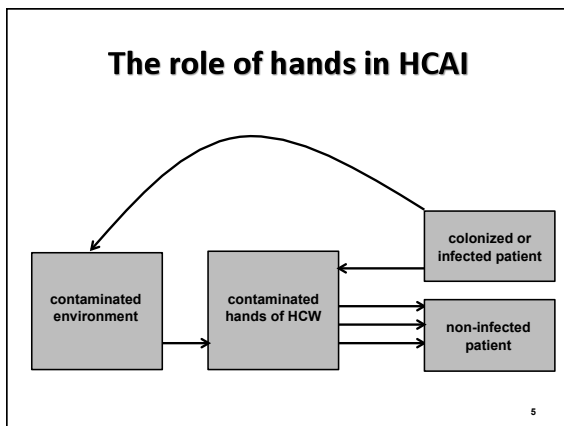 The role of hands in HCAI
colonized or
infected patient
contaminated
environment
contaminated
hands of HCW
non-infected
patient
5